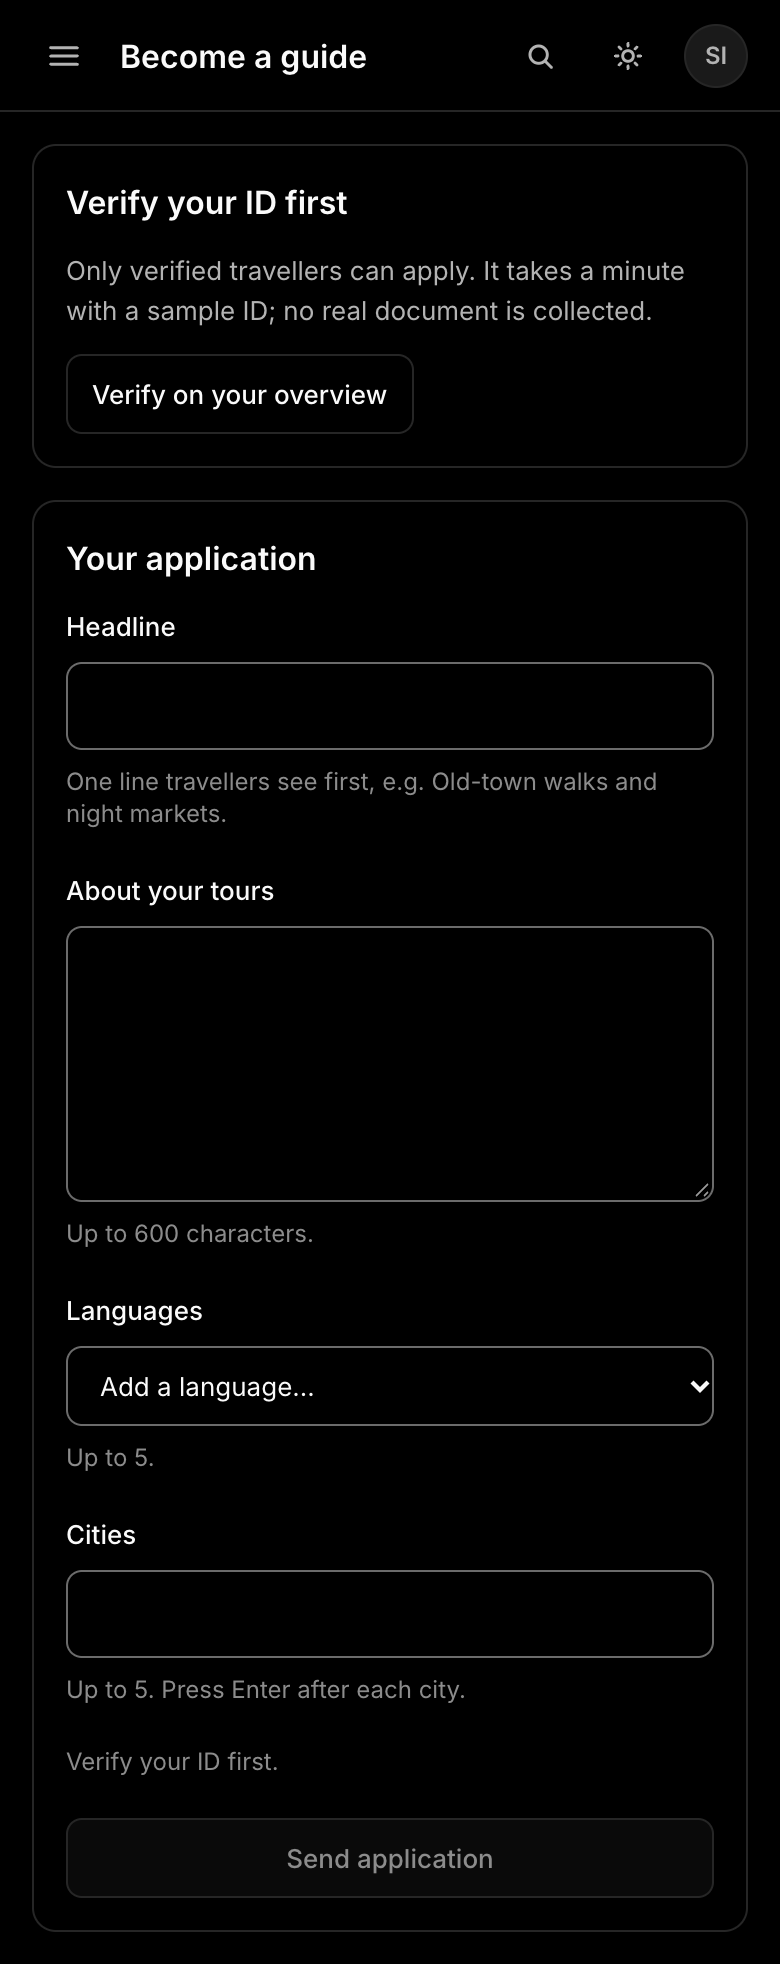 Become a guide
SI
Verify your ID first
Only verified travellers can apply. It takes a minute
with a sample ID; no real document is collected.
Verify on your overview
Your application
Headline
One line travellers see first, e.g. Old-town walks and
night markets.
About your tours
Up to 600 characters.
Languages
Add a language...
Up to 5.
Cities
Up to 5. Press Enter after each city.
Verify your ID first.
Send application